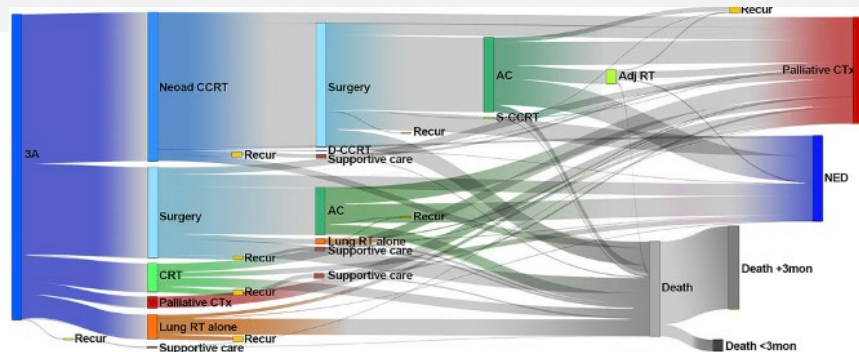 Recur
3A
Neoad CCRT
Surgery
AC
Adj RT
Palliative CTx
S-CCRT
Recur
D-CCRT
Recur
Supportive care
NED
Surgery
AC
Recur
Lung RT alone
Supportive care
Recur
CRT
Supportive care
Death +3mon
Recur
Death
Palliative CTx
Lung RT alone
Recur
Recur
Supportive care
Death <3mon